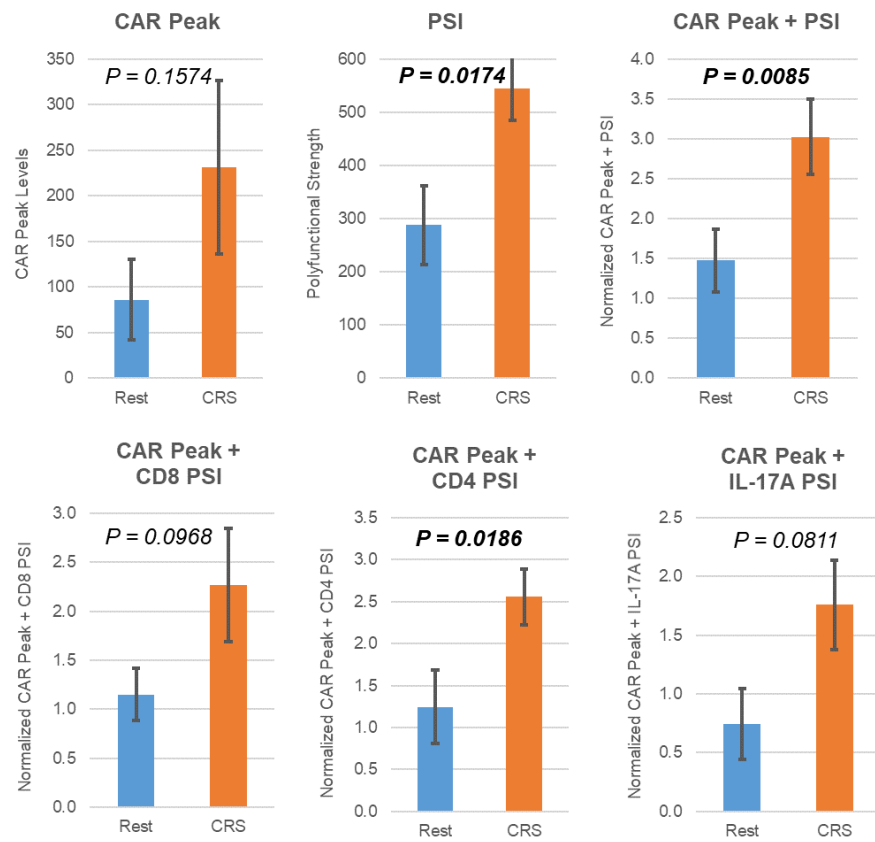 CAR Peak
350
300
250
200
150
100
50
0
CAR Peak Levels
P = 0.1574
Rest CRS
PSI
600
500
400
300
200
100
0
Polyfunctional Strength
P = 0.0174
Rest CRS
CAR Peak + PSI
4.0
3.5
3.0
2.5
2.0
1.5
1.0
0.5
0.0
Normalized CAR Peak + PSI
P = 0.0085
Rest CRS
CAR Peak +
CD8 PSI
3.0
2.5
2.0
1.5
1.0
0.5
0.0
Normalized CAR Peak + CD8 PSI
P = 0.0968
Rest CRS
CAR Peak +
CD4 PSI
3.5
3.0
2.5
2.0
1.5
1.0
0.5
0.0
Normalized CAR Peak + CD4 PSI
P = 0.0186
Rest CRS
CAR Peak +
IL-17A PSI
2.5
2.0
1.5
1.0
0.5
0.0
Normalized CAR Peak + IL-17A PSI
P = 0.0811
Rest CRS